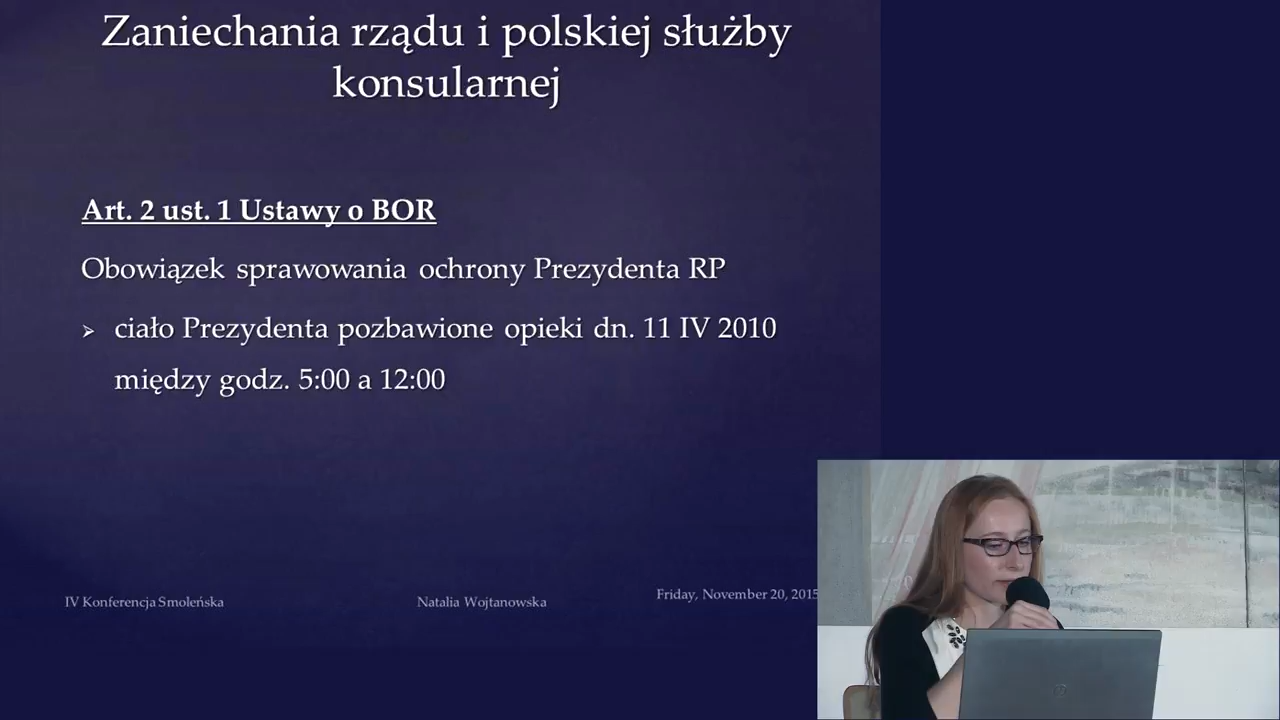 Zaniechania rządu i polskiej służby
konsularnej
Art. 2 ust. 1 Ustawy o BOR
Obowiązek sprawowania ochrony Prezydenta RP
➢ ciało Prezydenta pozbawione opieki dn. 11 IV 2010
między godz. 5:00 a 12:00
IV Konferencja Smoleńska
Natalia Wojtanowska
Friday, November 20, 2015